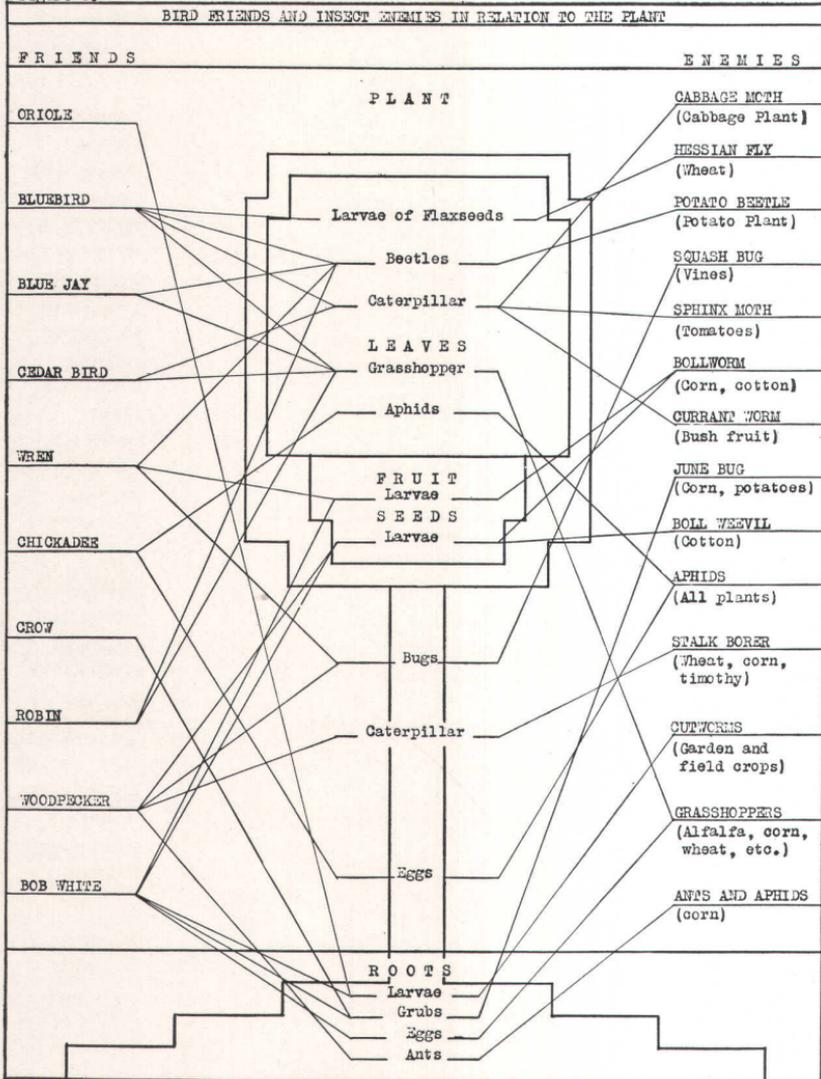 BIRD FRIENDS AND INSECT ENEMIES IN RELATION TO THE PLANT
FRIENDS
ENEMIES
PLANT
ORIOLE
BLUEBIRD
BLUE JAY
CEDAR BIRD
WREN
CHICKADEE
CROW
ROBIN
WOODPECKER
BOB WHITE
Larvae of Flaxseeds
Beetles
Caterpillar
LEAVES
Grasshopper
Aphids
FRUIT
Larvae
SEEDS
Larvae
Bugs
Caterpillar
Eggs
ROOTS
Larvae
Grubs
Eggs
Ants
CABBAGE MOTH
(Cabbage Plant)
HESSIAN FLY
(Wheat)
POTATO BEETLE
(Potato Plant)
SQUASH BUG
(Vines)
SPHINX MOTH
(Tomatoes)
BOLLWORM
(Corn, cotton)
CURRANT WORM
(Bush fruit)
JUNE BUG
(Corn, potatoes)
BOLL WEEVIL
(Cotton)
APHIDS
(All plants)
STALK BORER
(Wheat, corn,
timothy)
CUTWORMS
(Garden and
field crops)
GRASSHOPPERS
(Alfalfa, corn,
wheat, etc.)
ANTS AND APHIDS
(corn)